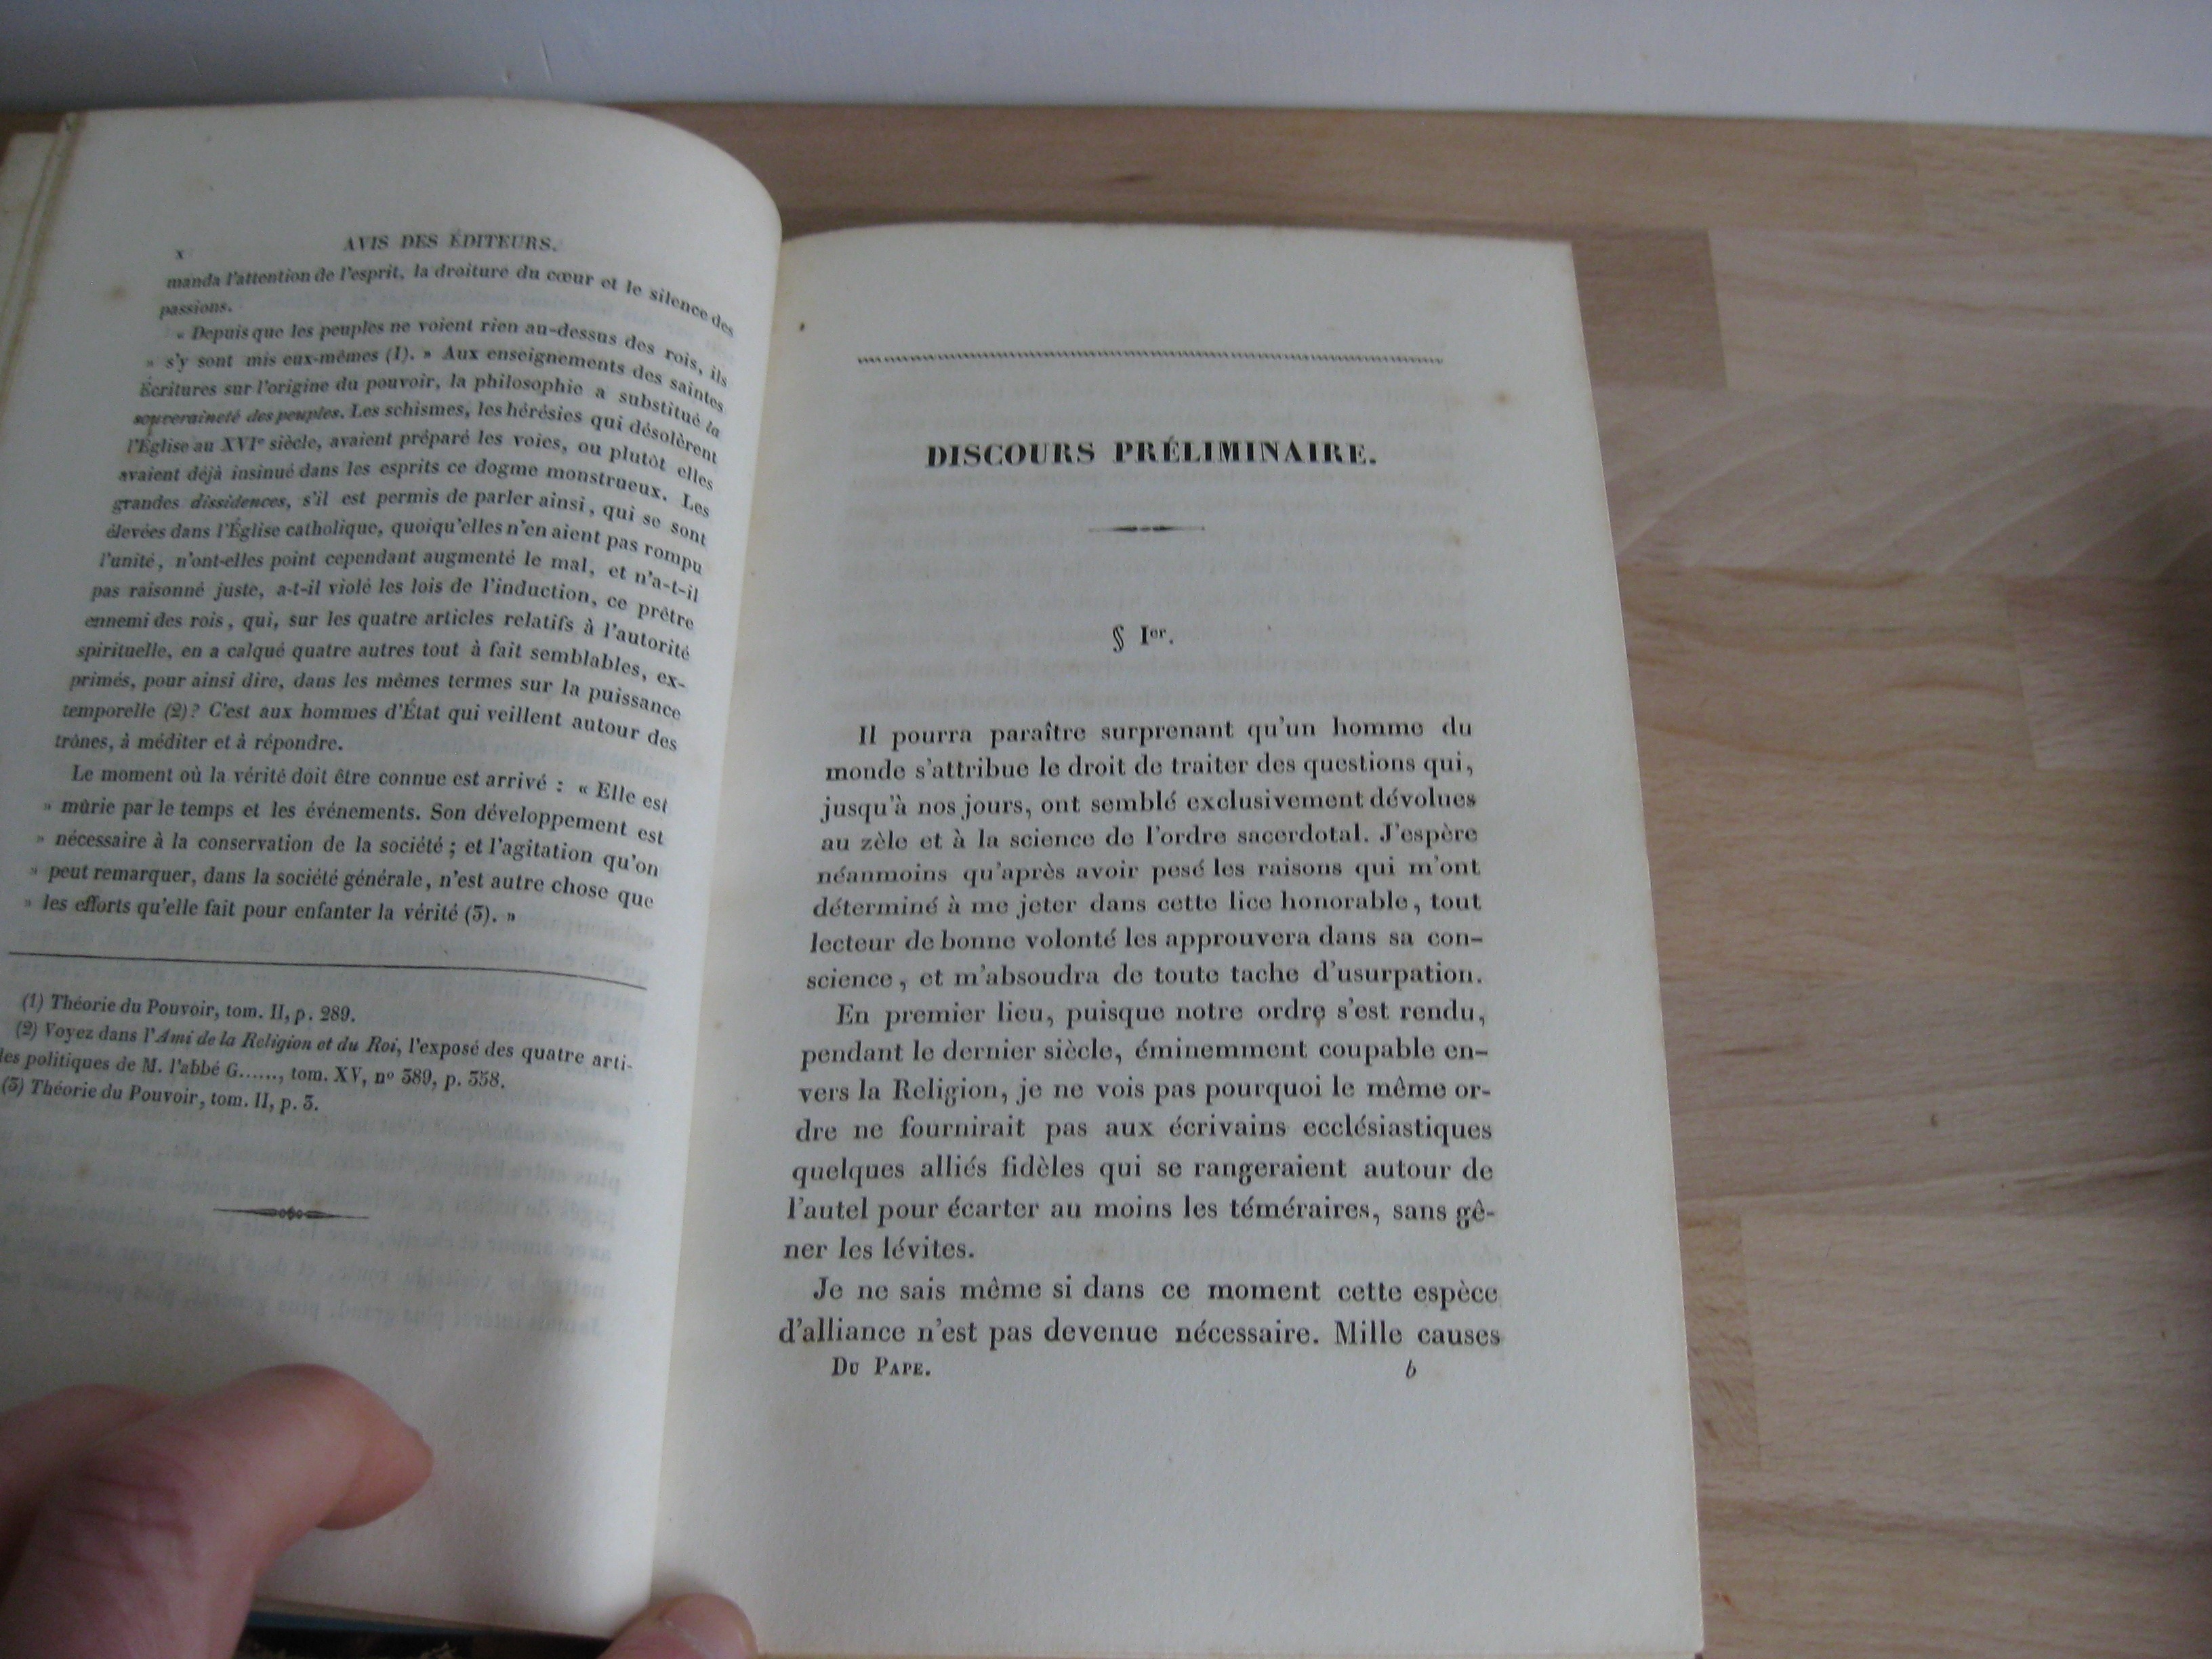 x
AVIS DES ÉDITEURS.
manda l'attention de l'esprit, la droiture du cœur et le silence des
passions.
« Depuis que les peuples ne voient rien au-dessus des rois, ils
» s'y sont mis eux-mêmes (1). » Aux enseignements des saintes
Écritures sur l'origine du pouvoir, la philosophie a substitué la
souveraineté des peuples. Les schismes, les hérésies qui désolèrent
l'Église au XVIe siècle, avaient préparé les voies, ou plutôt elles
avaient déjà insinué dans les esprits ce dogme monstrueux. Les
grandes dissidences, s'il est permis de parler ainsi, qui se sont
élevées dans l'Église catholique, quoiqu'elles n'en aient pas rompu
l'unité, n'ont-elles point cependant augmenté le mal, et n'a-t-il
pas raisonné juste, a-t-il violé les lois de l'induction, ce prêtre
ennemi des rois, qui, sur les quatre articles relatifs à l'autorité
spirituelle, en a calqué quatre autres tout à fait semblables, ex-
primés, pour ainsi dire, dans les mêmes termes sur la puissance
temporelle (2)? C'est aux hommes d'État qui veillent autour des
trônes, à méditer et à répondre.
Le moment où la vérité doit être connue est arrivé : « Elle est
» mûrie par le temps et les événements. Son développement est
» nécessaire à la conservation de la société ; et l'agitation qu'on
» peut remarquer, dans la société générale, n'est autre chose que
» les efforts qu'elle fait pour enfanter la vérité (3). »
(1) Théorie du Pouvoir, tom. II, p. 289.
(2) Voyez dans l'Ami de la Religion et du Roi, l'exposé des quatre arti-
les politiques de M. l'abbé G......, tom. XV, no 389, p. 358.
(3) Théorie du Pouvoir, tom. II, p. 3.
DISCOURS PRÉLIMINAIRE.
§ Ier.
Il pourra paraître surprenant qu'un homme du
monde s'attribue le droit de traiter des questions qui,
jusqu'à nos jours, ont semblé exclusivement dévolues
au zèle et à la science de l'ordre sacerdotal. J'espère
néanmoins qu'après avoir pesé les raisons qui m'ont
déterminé à me jeter dans cette lice honorable, tout
lecteur de bonne volonté les approuvera dans sa con-
science, et m'absoudra de toute tache d'usurpation.
En premier lieu, puisque notre ordre s'est rendu,
pendant le dernier siècle, éminemment coupable en-
vers la Religion, je ne vois pas pourquoi le même or-
dre ne fournirait pas aux écrivains ecclésiastiques
quelques alliés fidèles qui se rangeraient autour de
l'autel pour écarter au moins les téméraires, sans gê-
ner les lévites.
Je ne sais même si dans ce moment cette espèce
d'alliance n'est pas devenue nécessaire. Mille causes
DU PAPE.
b